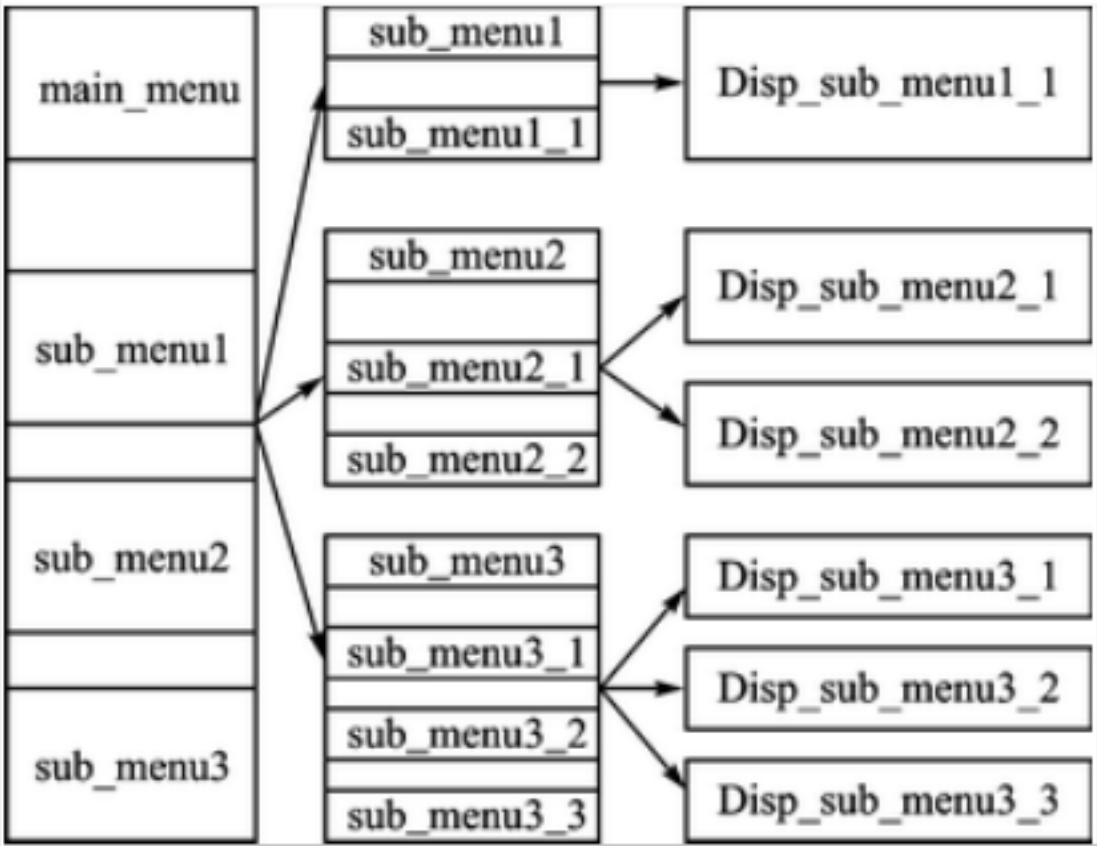 main_menu
sub_menu1
sub_menu2
sub_menu3
sub_menu1
sub_menu1_1
sub_menu2
sub_menu2_1
sub_menu2_2
sub_menu3
sub_menu3_1
sub_menu3_2
sub_menu3_3
Disp_sub_menu1_1
Disp_sub_menu2_1
Disp_sub_menu2_2
Disp_sub_menu3_1
Disp_sub_menu3_2
Disp_sub_menu3_3